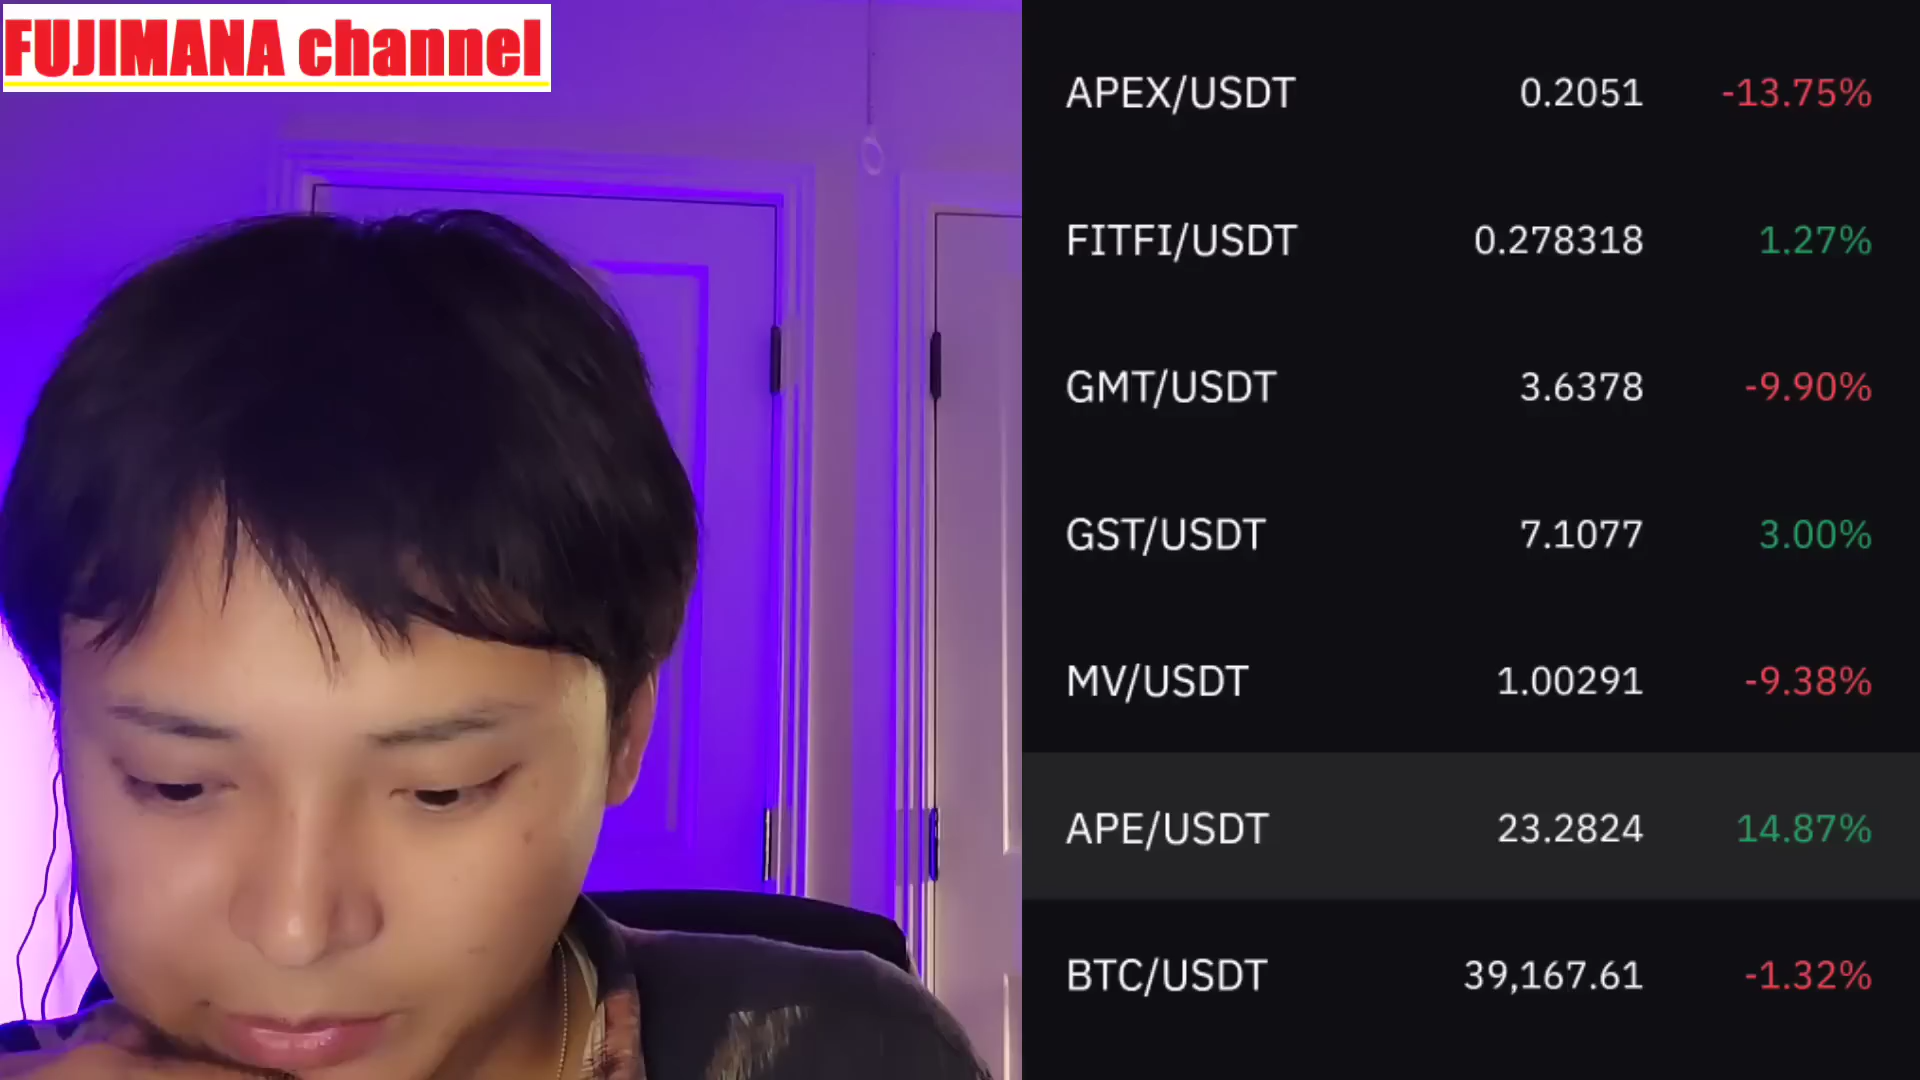 FUJIMANA channel
APEX/USDT 0.2051 -13.75%
FITFI/USDT 0.278318 1.27%
GMT/USDT 3.6378 -9.90%
GST/USDT 7.1077 3.00%
MV/USDT 1.00291 -9.38%
APE/USDT 23.2824 14.87%
BTC/USDT 39,167.61 -1.32%